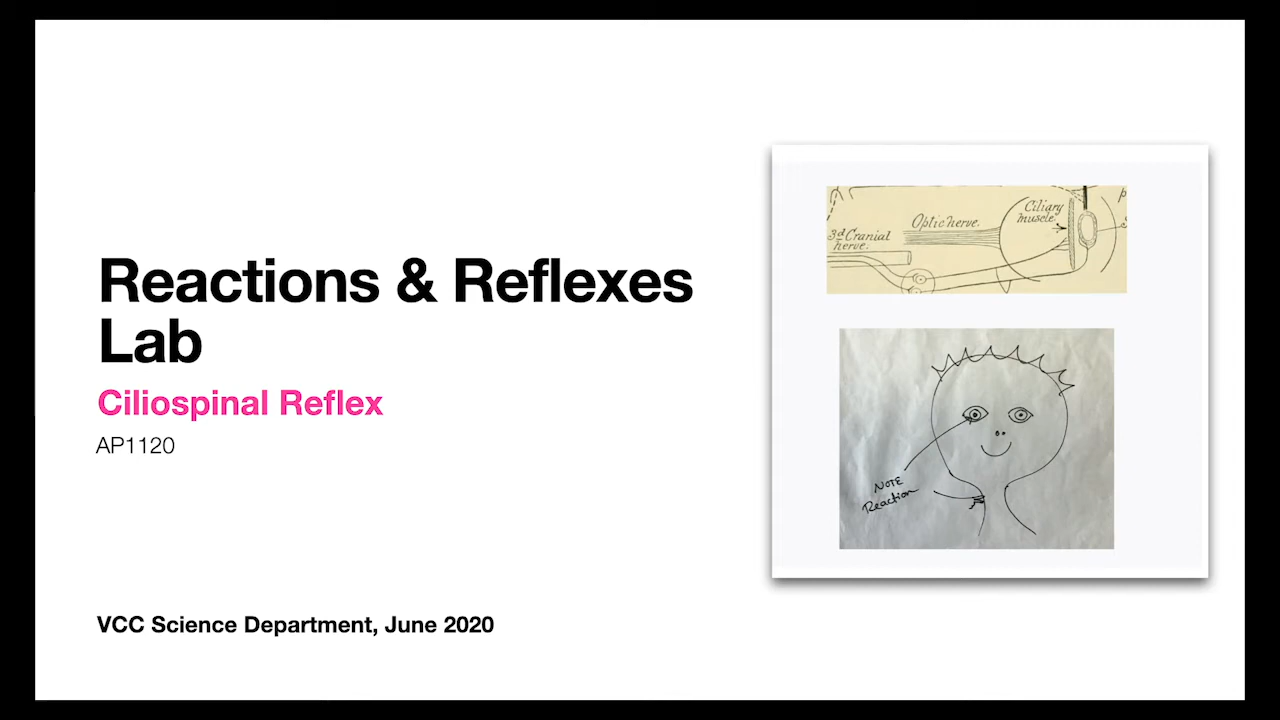 Reactions & Reflexes
Lab
Ciliospinal Reflex
AP1120
VCC Science Department, June 2020
Optic nerve.
Ciliary
muscle.
3d Cranial
nerve.
NOTE
Reaction